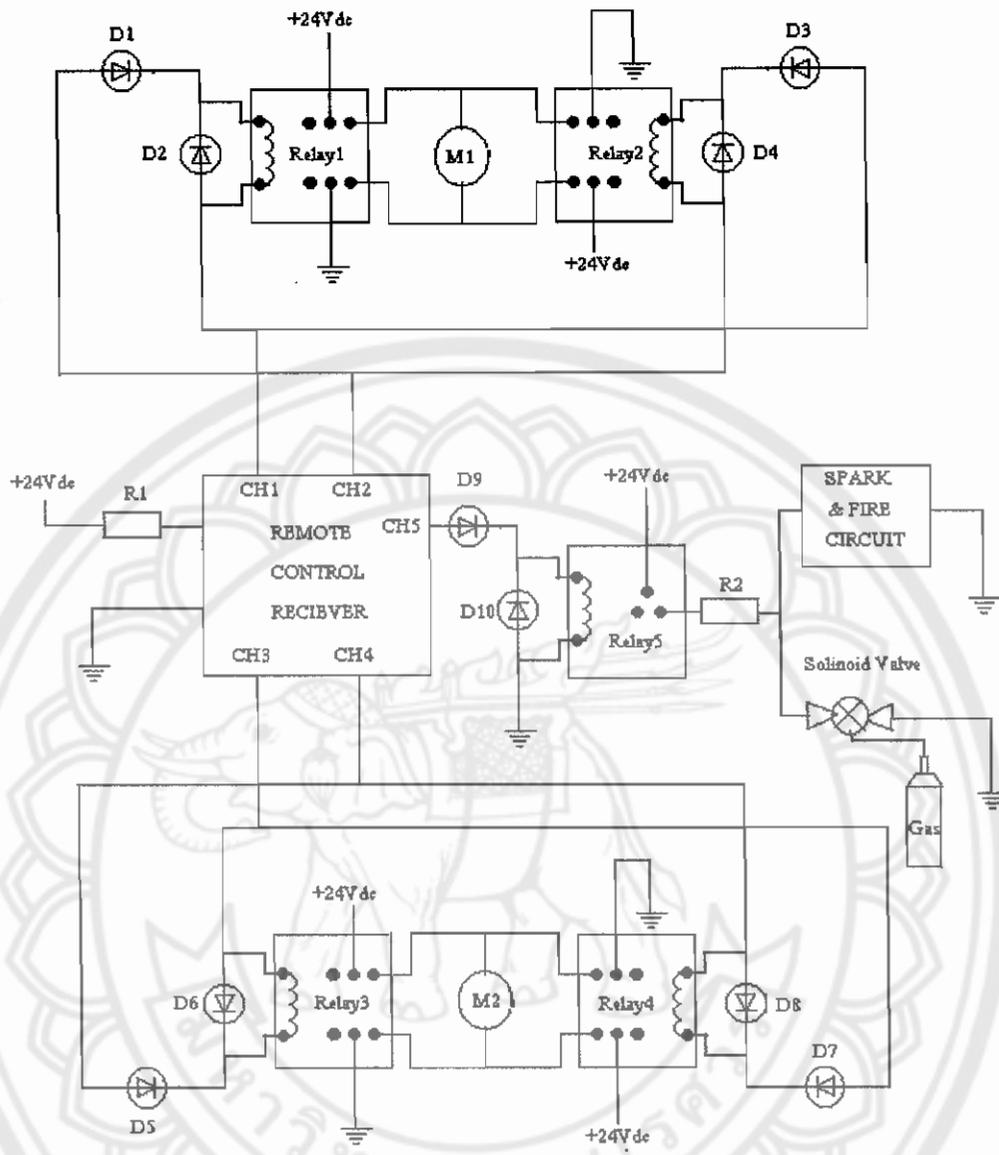 +24Vdc
D1
D3
D2
Relay1
M1
Relay2
D4
+24Vdc
+24Vdc
R1
CH1
CH2
D9
+24Vdc
SPARK
& FIRE
CIRCUIT
CH5
REMOTE
CONTROL
RECIEVER
D10
Relay5
R2
CH3
CH4
Solinoid Valve
Gas
+24Vdc
D6
Relay3
M2
Relay4
D8
D5
D7
+24Vdc